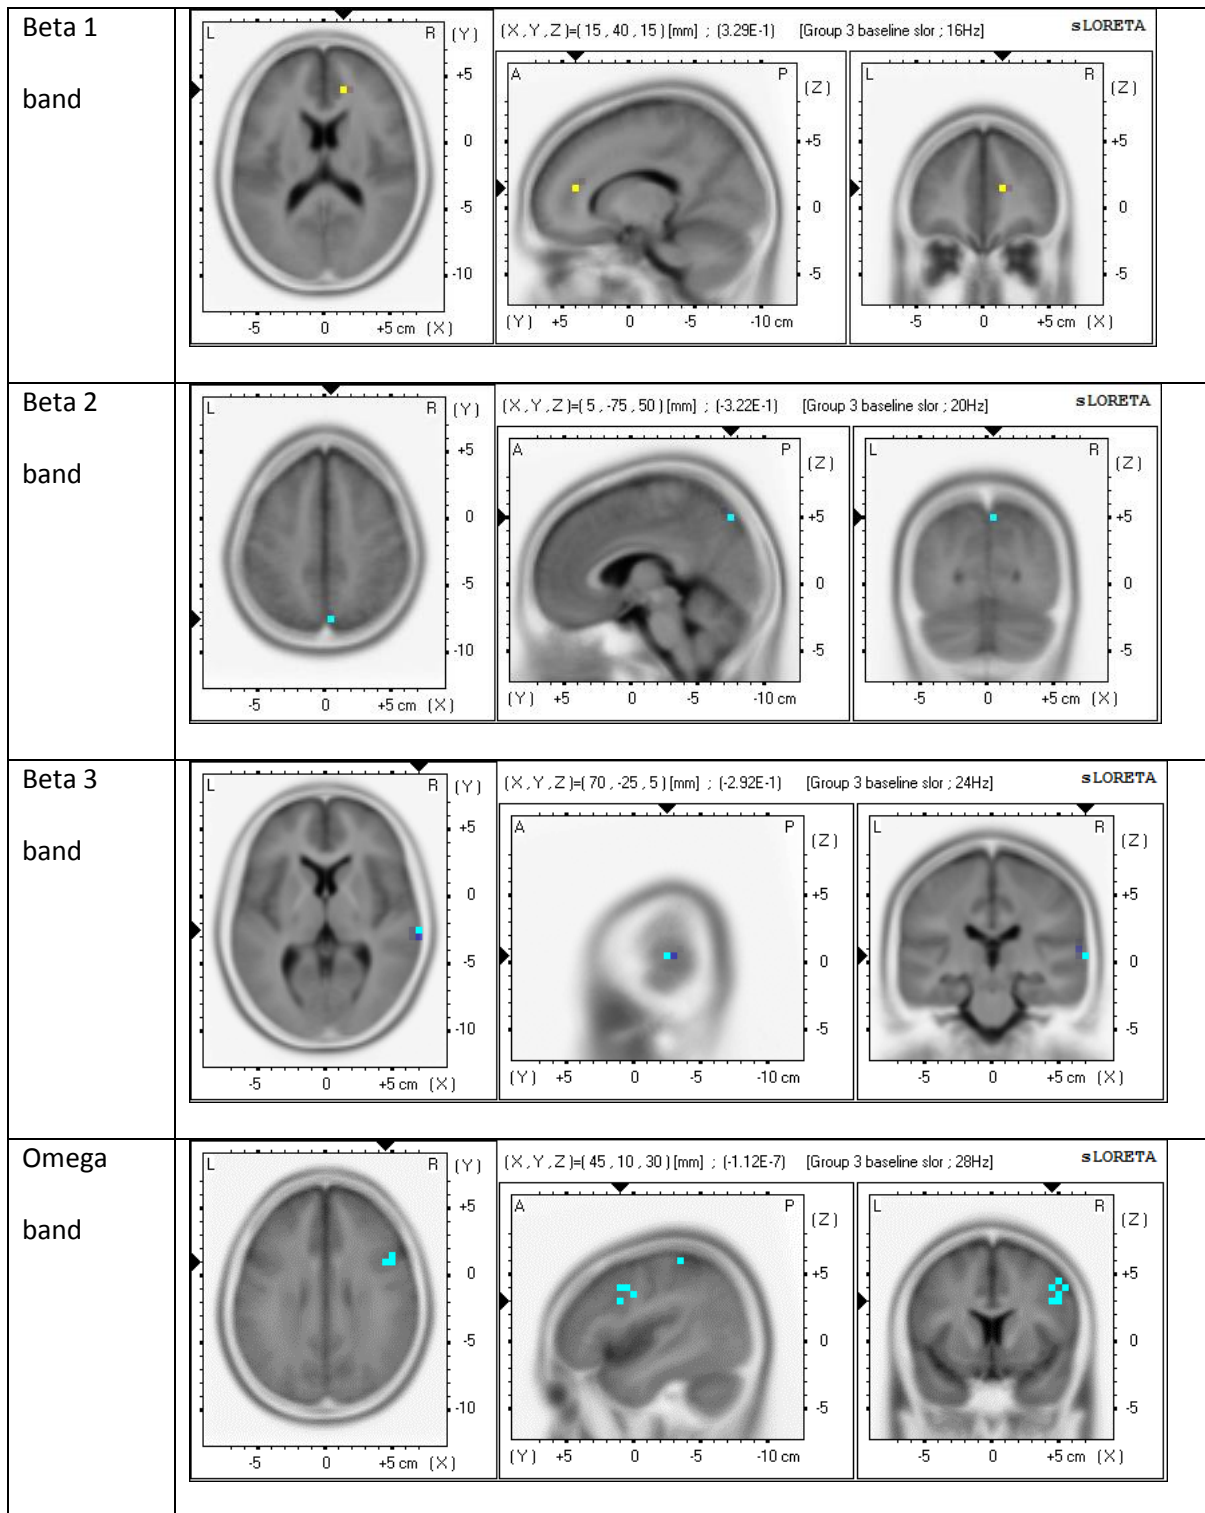 Beta 1
band
L R (Y)
+5
0
-5
-10
-5 0 +5 cm (X)
(X,Y,Z)=(15,40,15)[mm] ; (3.29E-1) [Group 3 baseline slor ; 16Hz] sLORETA
A P (Z)
+5
0
-5
(Y) +5 0 -5 -10 cm
L R (Z)
+5
0
-5
-5 0 +5 cm (X)
Beta 2
band
L R (Y)
+5
0
-5
-10
-5 0 +5 cm (X)
(X,Y,Z)=(5,-75,50)[mm] ; (-3.22E-1) [Group 3 baseline slor ; 20Hz] sLORETA
A P (Z)
+5
0
-5
(Y) +5 0 -5 -10 cm
L R (Z)
+5
0
-5
-5 0 +5 cm (X)
Beta 3
band
L R (Y)
+5
0
-5
-10
-5 0 +5 cm (X)
(X,Y,Z)=(70,-25,5)[mm] ; (-2.92E-1) [Group 3 baseline slor ; 24Hz] sLORETA
A P (Z)
+5
0
-5
(Y) +5 0 -5 -10 cm
L R (Z)
+5
0
-5
-5 0 +5 cm (X)
Omega
band
L R (Y)
+5
0
-5
-10
-5 0 +5 cm (X)
(X,Y,Z)=(45,10,30)[mm] ; (-1.12E-7) [Group 3 baseline slor ; 28Hz] sLORETA
A P (Z)
+5
0
-5
(Y) +5 0 -5 -10 cm
L R (Z)
+5
0
-5
-5 0 +5 cm (X)